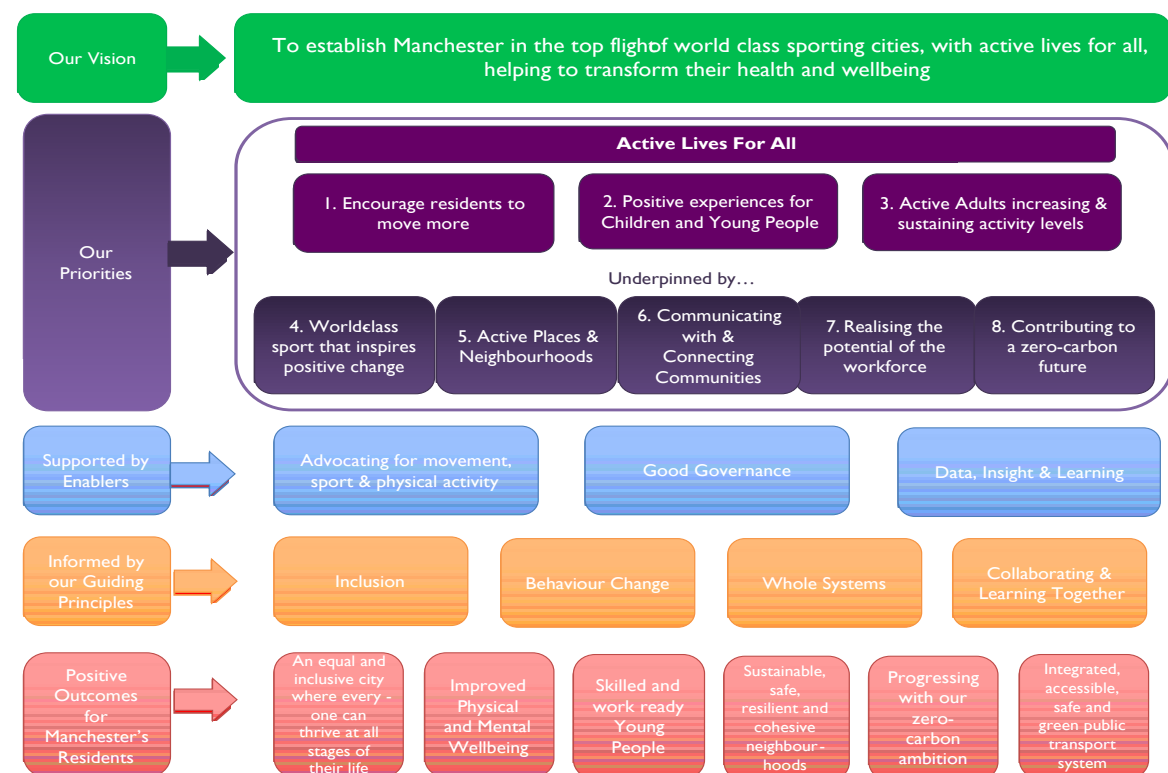 Our Vision
To establish Manchester in the top flight of world class sporting cities, with active lives for all,
helping to transform their health and wellbeing
Our
Priorities
Active Lives For All
1. Encourage residents to
move more
2. Positive experiences for
Children and Young People
3. Active Adults increasing &
sustaining activity levels
Underpinned by…
4. Worldclass
sport that inspires
positive change
5. Active Places &
Neighbourhoods
6. Communicating
with &
Connecting
Communities
7. Realising the
potential of the
workforce
8. Contributing to
a zero-carbon
future
Supported by
Enablers
Advocating for movement,
sport & physical activity
Good Governance
Data, Insight & Learning
Informed by
our Guiding
Principles
Inclusion
Behaviour Change
Whole Systems
Collaborating &
Learning Together
Positive
Outcomes
for
Manchester's
Residents
An equal and
inclusive city
where every -
one can
thrive at all
stages of
their life
Improved
Physical
and Mental
Wellbeing
Skilled and
work ready
Young
People
Sustainable,
safe,
resilient and
cohesive
neighbour -
hoods
Progressing
with our
zero-
carbon
ambition
Integrated,
accessible,
safe and
green public
transport
system